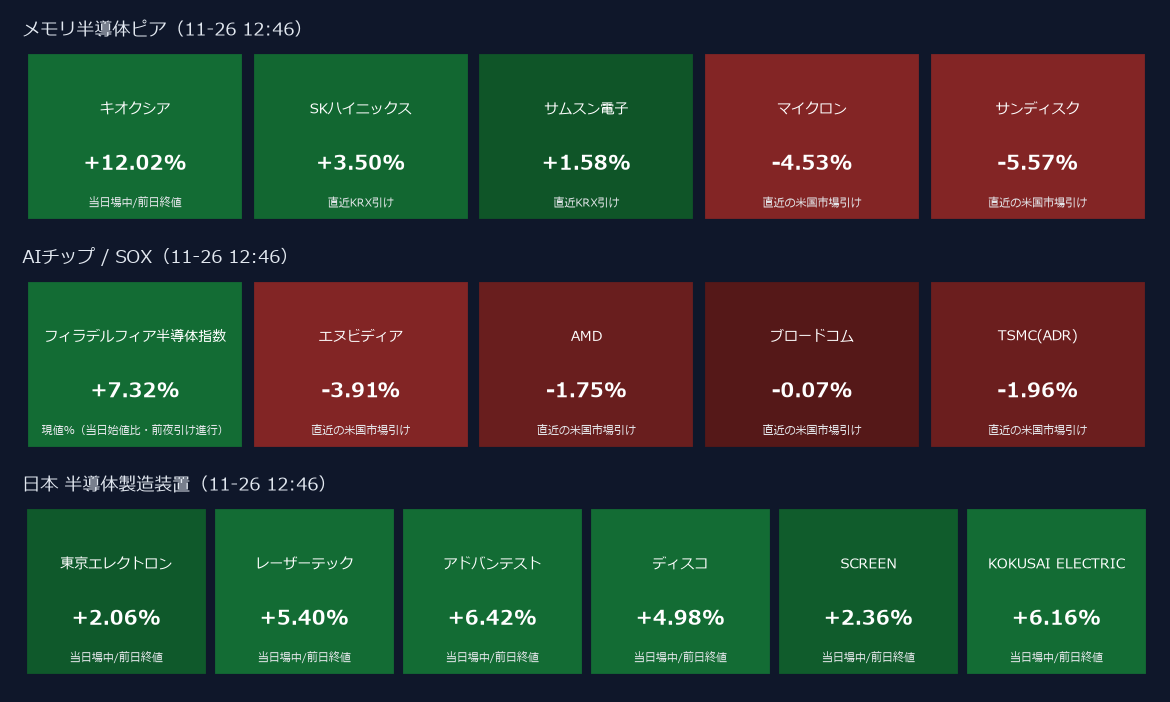 メモリ半導体ピア（11-26 12:46）
キオクシア
+12.02%
当日場中/前日終値
SKハイニックス
+3.50%
直近KRX引け
サムスン電子
+1.58%
直近KRX引け
マイクロン
-4.53%
直近の米国市場引け
サンディスク
-5.57%
直近の米国市場引け
AIチップ / SOX（11-26 12:46）
フィラデルフィア半導体指数
+7.32%
現値%（当日始値比・前夜引け進行）
エヌビディア
-3.91%
直近の米国市場引け
AMD
-1.75%
直近の米国市場引け
ブロードコム
-0.07%
直近の米国市場引け
TSMC(ADR)
-1.96%
直近の米国市場引け
日本 半導体製造装置（11-26 12:46）
東京エレクトロン
+2.06%
当日場中/前日終値
レーザーテック
+5.40%
当日場中/前日終値
アドバンテスト
+6.42%
当日場中/前日終値
ディスコ
+4.98%
当日場中/前日終値
SCREEN
+2.36%
当日場中/前日終値
KOKUSAI ELECTRIC
+6.16%
当日場中/前日終値